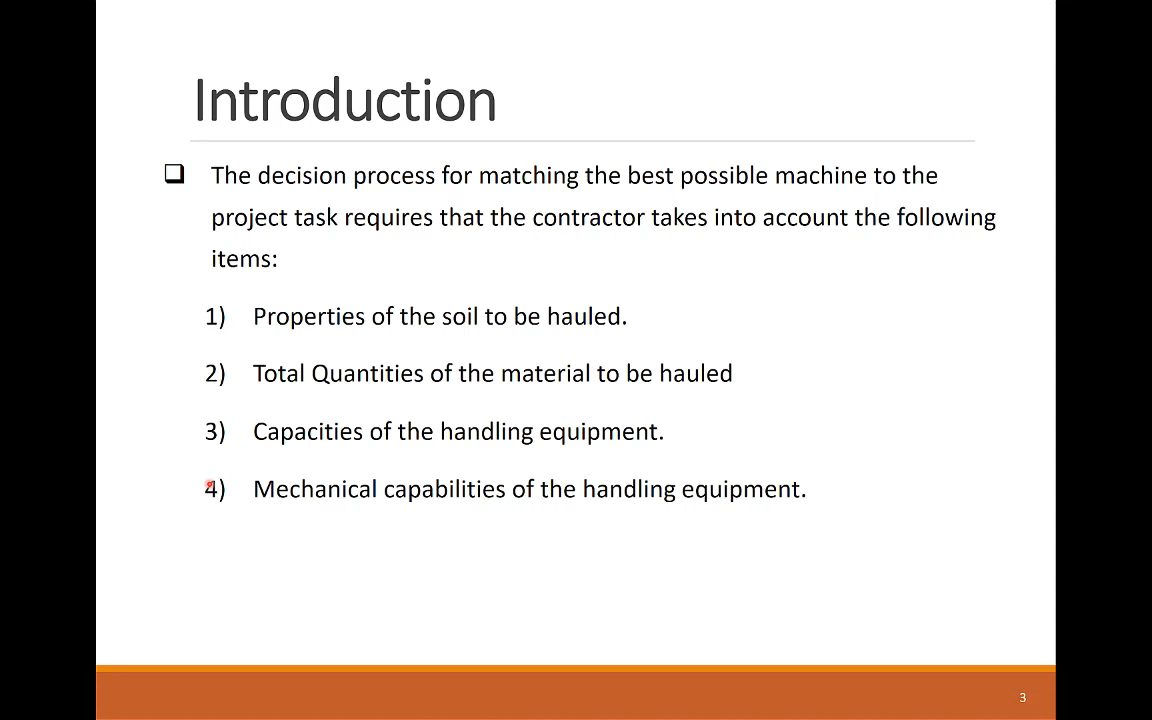 Introduction
The decision process for matching the best possible machine to the
project task requires that the contractor takes into account the following
items:
1) Properties of the soil to be hauled.
2) Total Quantities of the material to be hauled
3) Capacities of the handling equipment.
4) Mechanical capabilities of the handling equipment.
3